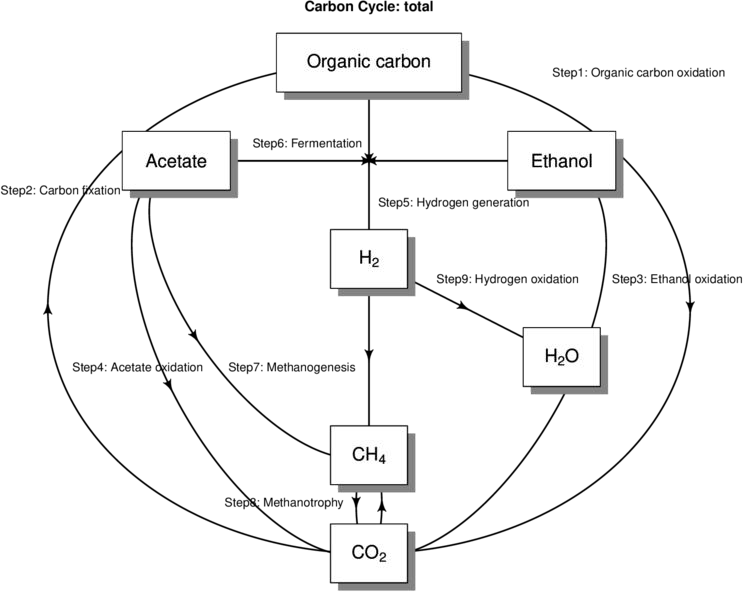 Carbon Cycle: total
Organic carbon
Step1: Organic carbon oxidation
Step6: Fermentation
Acetate
Ethanol
Step2: Carbon fixation
Step5: Hydrogen generation
H₂
Step9: Hydrogen oxidation
Step3: Ethanol oxidation
H₂O
Step4: Acetate oxidation
Step7: Methanogenesis
CH₄
Step8: Methanotrophy
CO₂